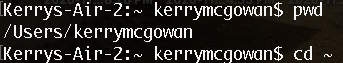 [Kerrys-Air-2:~ kerrymcgowan$ pwd
/Users/kerrymcgowan
[Kerrys-Air-2:~ kerrymcgowan$ cd ~